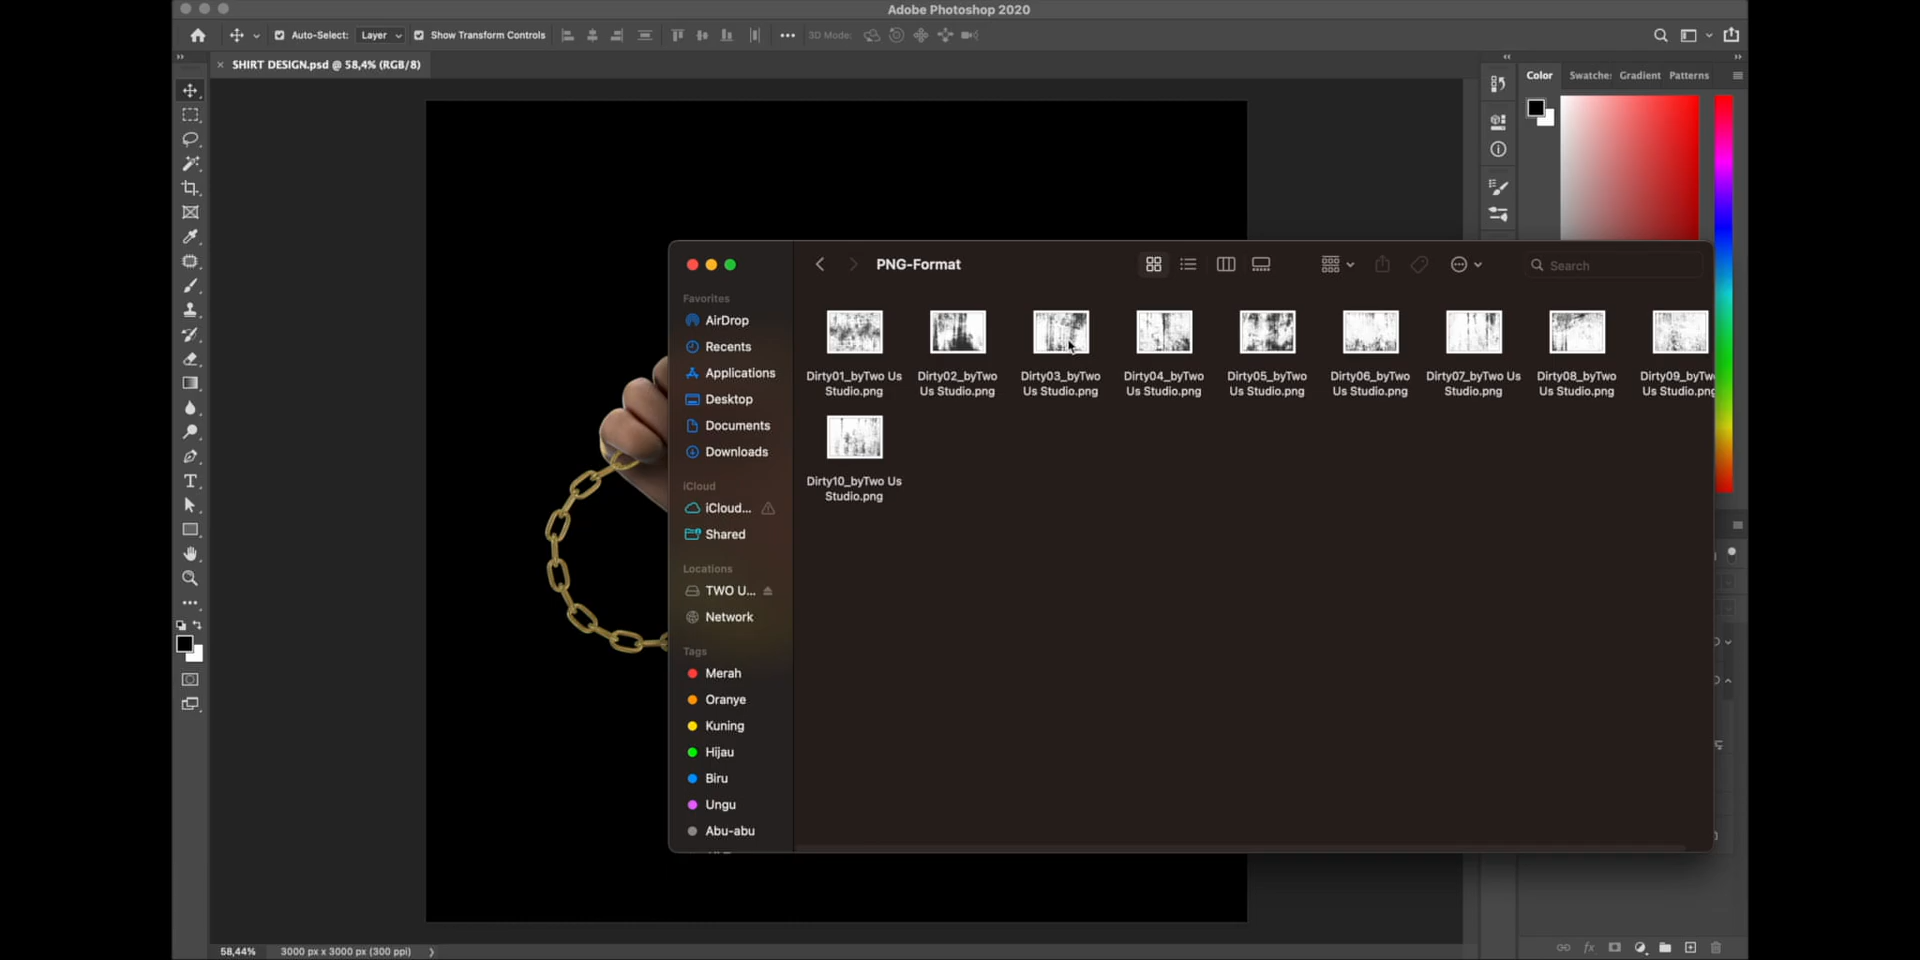 Adobe Photoshop 2020
Auto-Select: Layer Show Transform Controls 3D Mode:
SHIRT DESIGN.psd @ 58,4% (RGB/8)
Color Swatches Gradient Patterns
PNG-Format
Search
Favorites
AirDrop
Recents
Applications
Desktop
Documents
Downloads
iCloud
iCloud...
Shared
Locations
TWO U...
Network
Tags
Merah
Oranye
Kuning
Hijau
Biru
Ungu
Abu-abu
Dirty01_byTwo Us
Studio.png
Dirty02_byTwo
Us Studio.png
Dirty03_byTwo
Us Studio.png
Dirty04_byTwo
Us Studio.png
Dirty05_byTwo
Us Studio.png
Dirty06_byTwo
Us Studio.png
Dirty07_byTwo Us
Studio.png
Dirty08_byTwo
Us Studio.png
Dirty09_byTw
Us Studio.pn
Dirty10_byTwo Us
Studio.png
58,44% 3000 px x 3000 px (300 ppi)